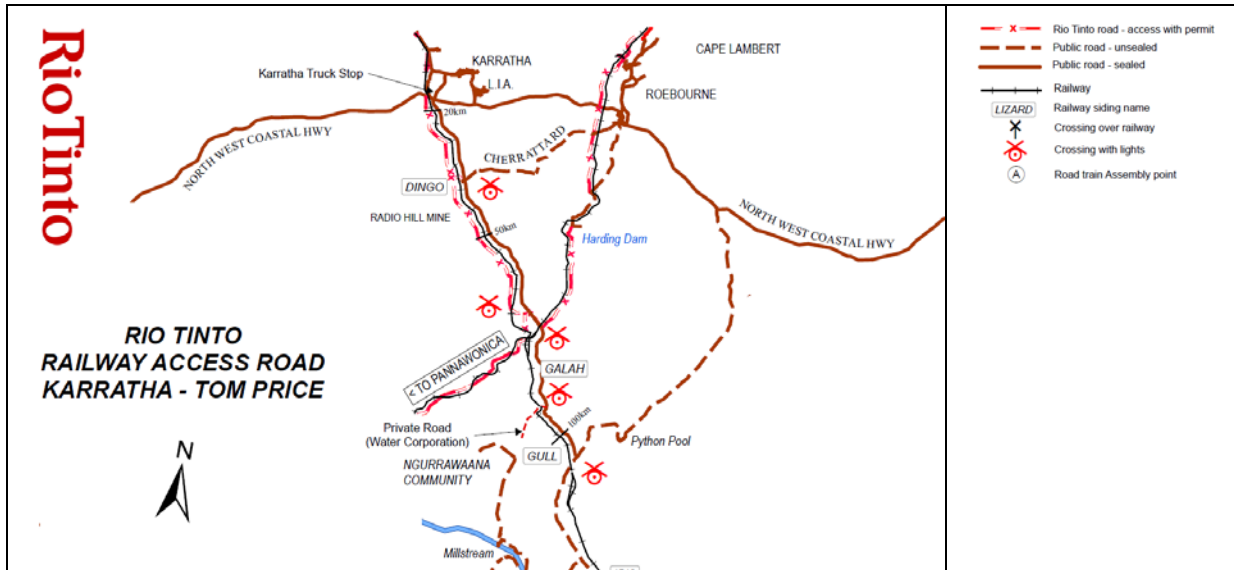 RioTinto
CAPE LAMBERT
KARRATHA
Karratha Truck Stop
L.I.A.
ROEBOURNE
20km
NORTH WEST COASTAL HWY
CHERRATTA RD
DINGO
RADIO HILL MINE
50km
Harding Dam
NORTH WEST COASTAL HWY
RIO TINTO
RAILWAY ACCESS ROAD
KARRATHA - TOM PRICE
< TO PANNAWONICA
GALAH
Private Road
(Water Corporation)
100km
Python Pool
GULL
NGURRAWAANA
COMMUNITY
N
Millstream
Rio Tinto road - access with permit
Public road - unsealed
Public road - sealed
Railway
LIZARD
Railway siding name
Crossing over railway
Crossing with lights
A
Road train Assembly point